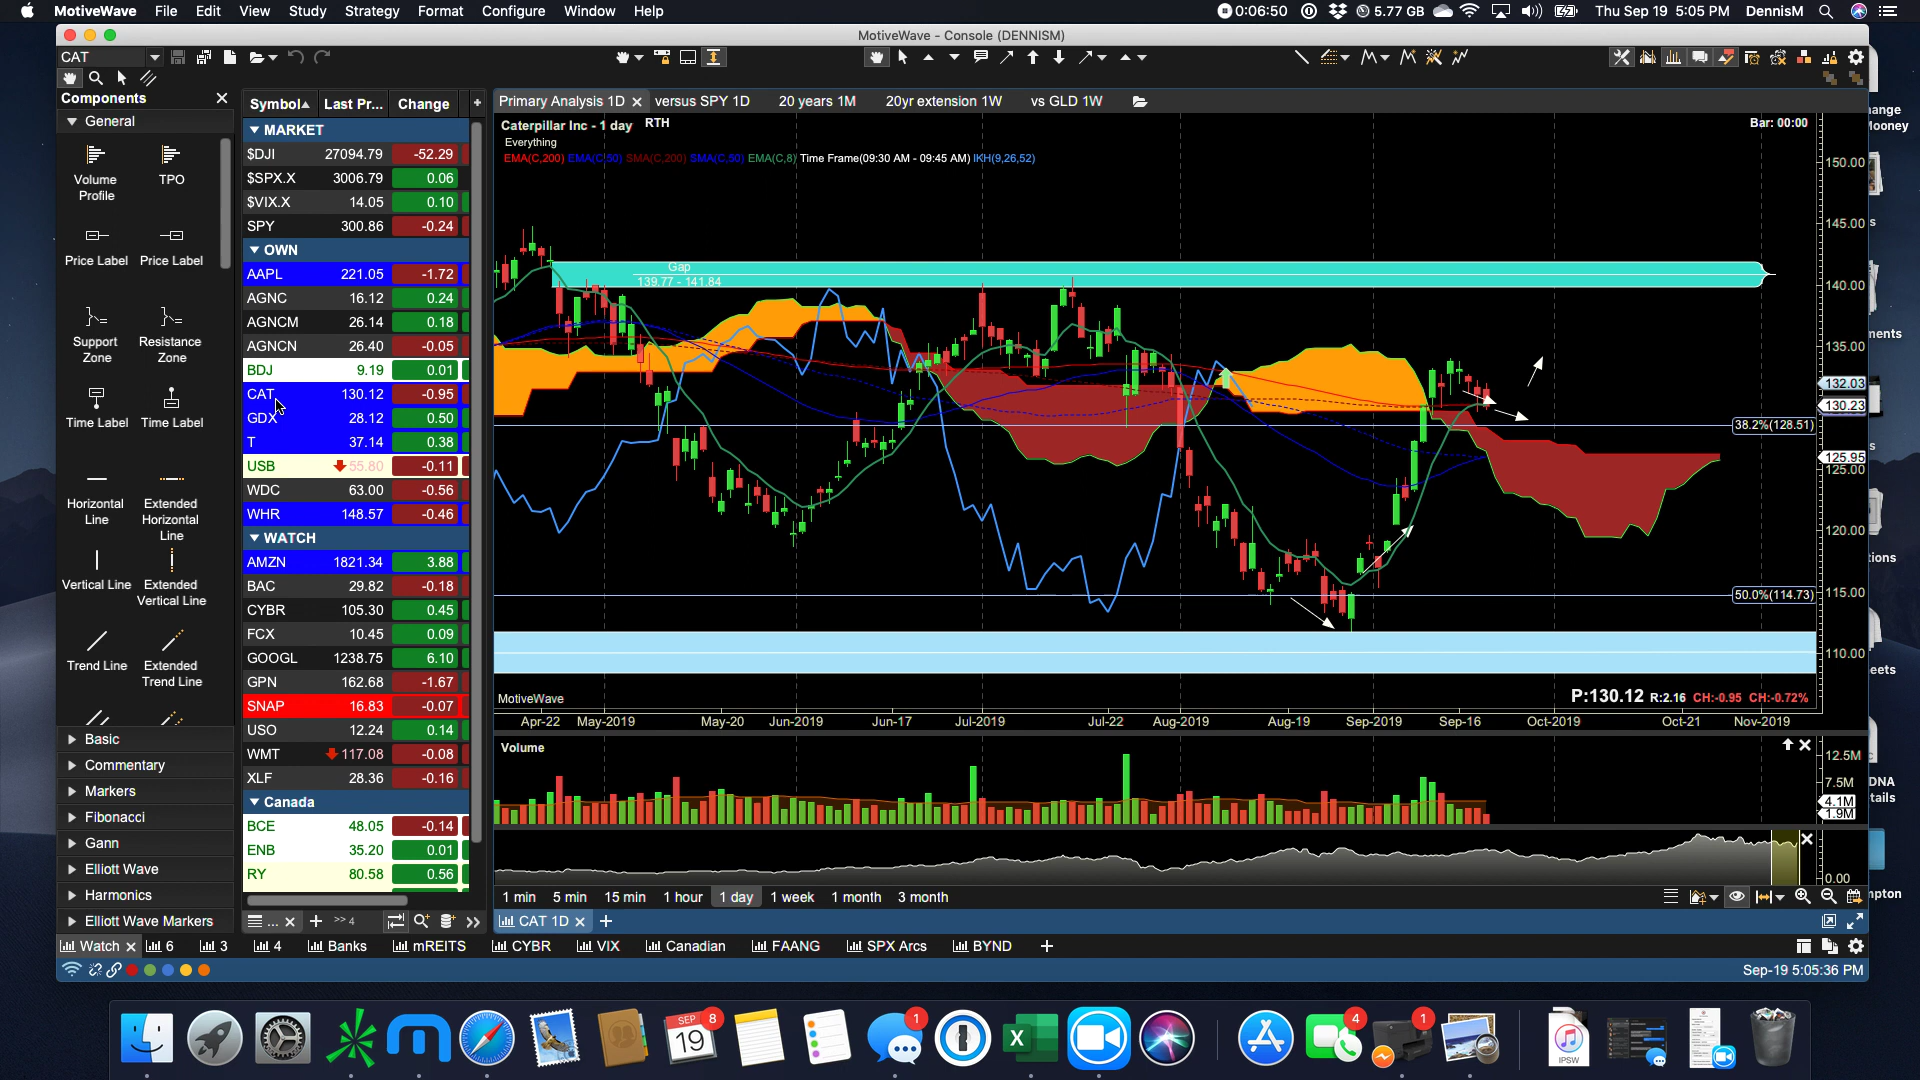 MotiveWave File Edit View Study Strategy Format Configure Window Help
0:06:50 5.77 GB Thu Sep 19 5:05 PM DennisM
MotiveWave - Console (DENNISM)
CAT
Components
General
Volume Profile
TPO
Price Label Price Label
Support Zone
Resistance Zone
Time Label Time Label
Horizontal Line
Extended Horizontal Line
Vertical Line
Extended Vertical Line
Trend Line
Extended Trend Line
Basic
Commentary
Markers
Fibonacci
Gann
Elliott Wave
Harmonics
Elliott Wave Markers
Symbol Last Pr... Change +
MARKET
$DJI 27094.79 -52.29
$SPX.X 3006.79 0.06
$VIX.X 14.05 0.10
SPY 300.86 -0.24
OWN
AAPL 221.05 -1.72
AGNC 16.12 0.24
AGNCM 26.14 0.18
AGNCN 26.40 -0.05
BDJ 9.19 0.01
CAT 130.12 -0.95
GDX 28.12 0.50
T 37.14 0.38
USB 55.80 -0.11
WDC 63.00 -0.56
WHR 148.57 -0.46
WATCH
AMZN 1821.34 3.88
BAC 29.82 -0.18
CYBR 105.30 0.45
FCX 10.45 0.09
GOOGL 1238.75 6.10
GPN 162.68 -1.67
SNAP 16.83 -0.07
USO 12.24 0.14
WMT 117.08 -0.08
XLF 28.36 -0.16
Canada
BCE 48.05 -0.14
ENB 35.20 0.01
RY 80.58 0.56
... >> 4
Primary Analysis 1D versus SPY 1D 20 years 1M 20yr extension 1W vs GLD 1W
Caterpillar Inc - 1 day RTH
Bar: 00:00
Everything
EMA(C,200) EMA(C,50) SMA(C,200) SMA(C,50) EMA(C,8) Time Frame(09:30 AM - 09:45 AM) IKH(9,26,52)
Gap
139.77 - 141.84
150.00
145.00
140.00
135.00
132.03
130.23
38.2%(128.51)
125.95
125.00
120.00
50.0%(114.73)
115.00
110.00
MotiveWave
P:130.12 R:2.16 CH:-0.95 CH:-0.72%
Apr-22 May-2019 May-20 Jun-2019 Jun-17 Jul-2019 Jul-22 Aug-2019 Aug-19 Sep-2019 Sep-16 Oct-2019 Oct-21 Nov-2019
Volume
12.5M
7.5M
4.1M
1.9M
0.00
1 min 5 min 15 min 1 hour 1 day 1 week 1 month 3 month
CAT 1D
Watch 6 3 4 Banks mREITS CYBR VIX Canadian FAANG SPX Arcs BYND
Sep-19 5:05:36 PM
SEP
19
8
1
4
1
IPSW